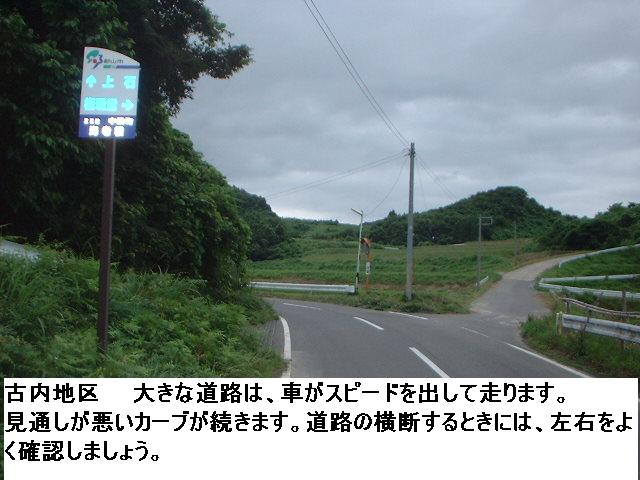 ↑上石
古内地区　大きな道路は、車がスピードを出して走ります。
見通しが悪いカーブが続きます。道路の横断するときには、左右をよ
く確認しましょう。